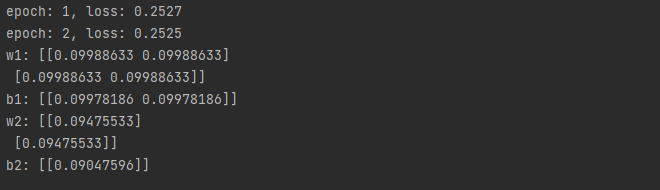 epoch: 1, loss: 0.2527
epoch: 2, loss: 0.2525
w1: [[0.09988633 0.09988633]
 [0.09988633 0.09988633]]
b1: [[0.09978186 0.09978186]]
w2: [[0.09475533]
 [0.09475533]]
b2: [[0.09047596]]